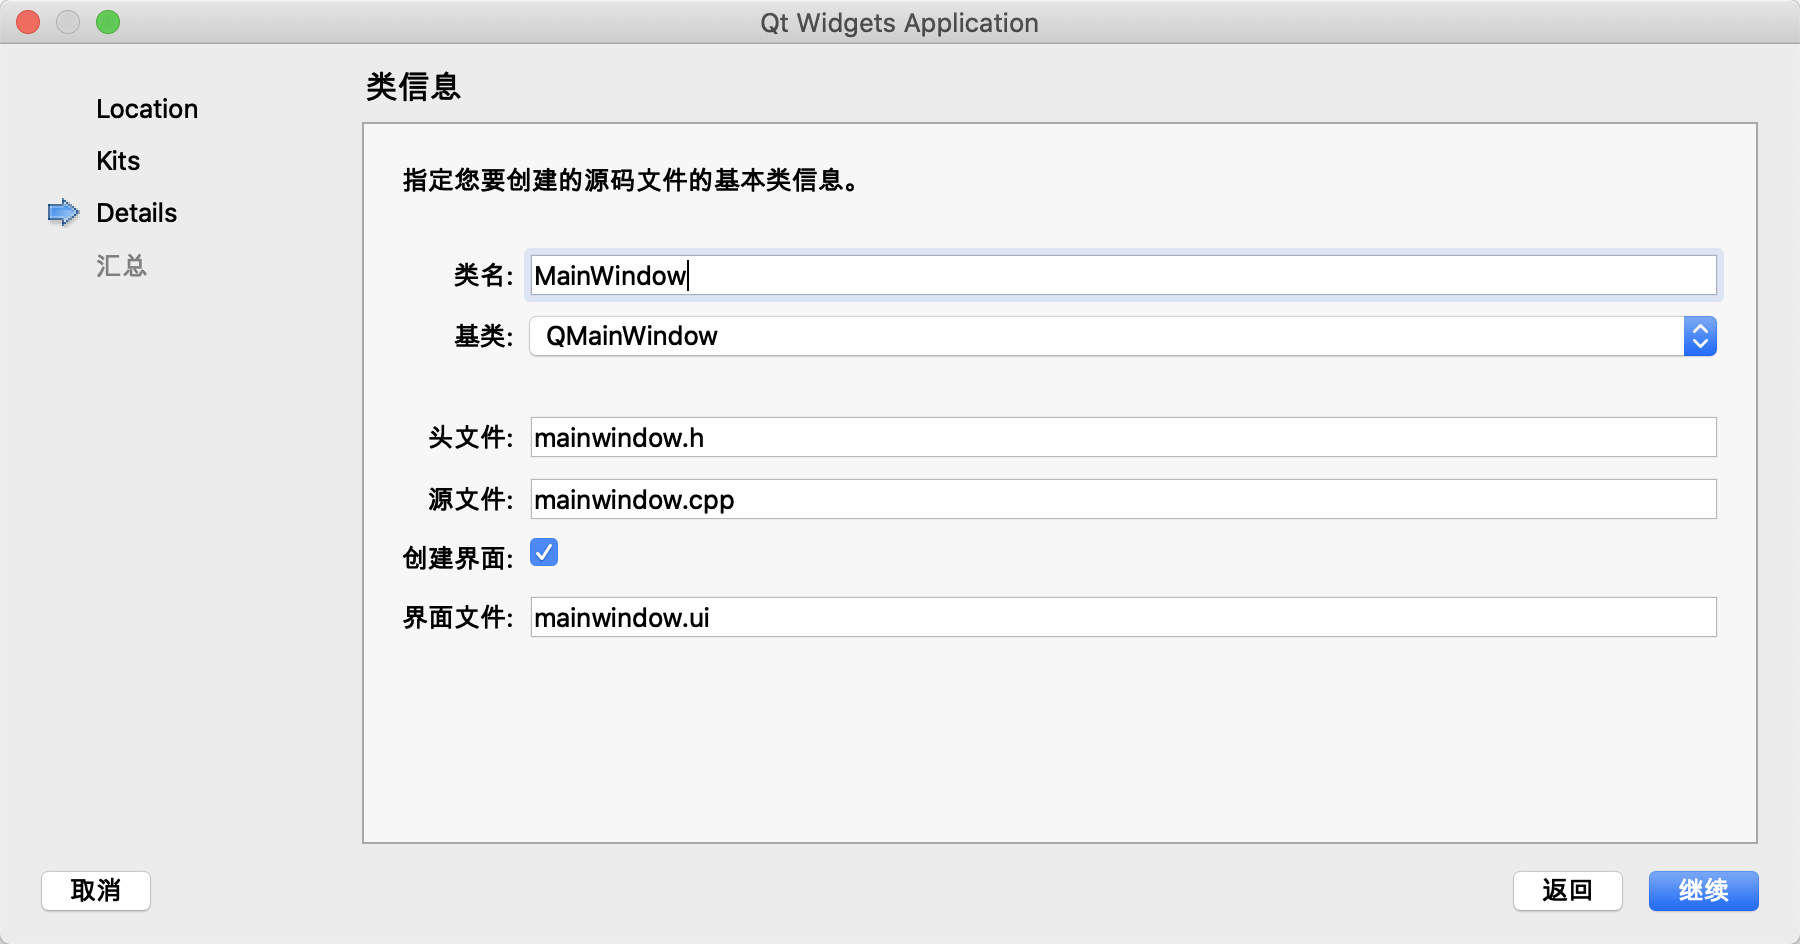 Qt Widgets Application
Location
Kits
Details
汇总
类信息
指定您要创建的源码文件的基本类信息。
类名: MainWindow
基类: QMainWindow
头文件: mainwindow.h
源文件: mainwindow.cpp
创建界面:
界面文件: mainwindow.ui
取消
返回
继续